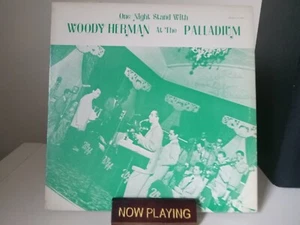 One Night Stand With
WOODY HERMAN At The PALLADIUM
NOW PLAYING